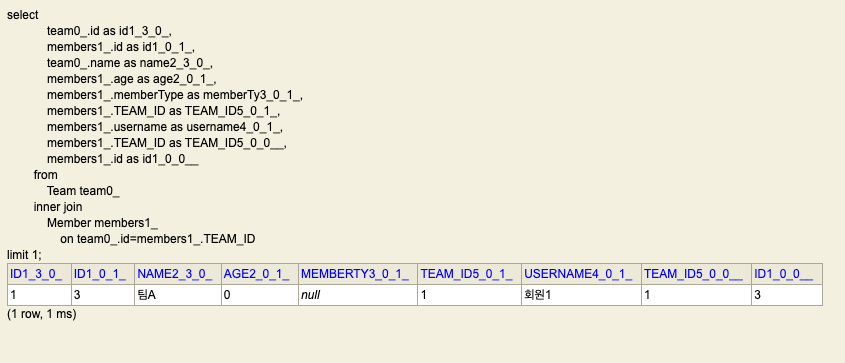 select
team0_.id as id1_3_0_,
members1_.id as id1_0_1_,
team0_.name as name2_3_0_,
members1_.age as age2_0_1_,
members1_.memberType as memberTy3_0_1_,
members1_.TEAM_ID as TEAM_ID5_0_1_,
members1_.username as username4_0_1_,
members1_.TEAM_ID as TEAM_ID5_0_0__,
members1_.id as id1_0_0__
from
Team team0_
inner join
Member members1_
on team0_.id=members1_.TEAM_ID
limit 1;
ID1_3_0_ ID1_0_1_ NAME2_3_0_ AGE2_0_1_ MEMBERTY3_0_1_ TEAM_ID5_0_1_ USERNAME4_0_1_ TEAM_ID5_0_0__ ID1_0_0__
1 3 팀A 0 null 1 회원1 1 3
(1 row, 1 ms)